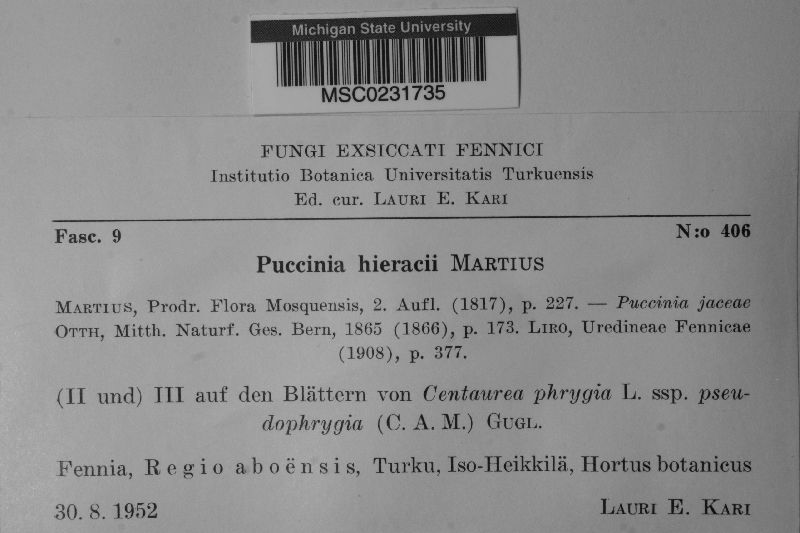 Michigan State University
MSC0231735
FUNGI EXSICCATI FENNICI
Institutio Botanica Universitatis Turkuensis
Ed. cur. LAURI E. KARI
Fasc. 9 N:o 406
Puccinia hieracii MARTIUS
MARTIUS, Prodr. Flora Mosquensis, 2. Aufl. (1817), p. 227. — Puccinia jaceae
OTTH, Mitth. Naturf. Ges. Bern, 1865 (1866), p. 173. LIRO, Uredineae Fennicae
(1908), p. 377.
(II und) III auf den Blättern von Centaurea phrygia L. ssp. pseu-
dophrygia (C. A. M.) GUGL.
Fennia, Regio aboënsis, Turku, Iso-Heikkilä, Hortus botanicus
30. 8. 1952 LAURI E. KARI